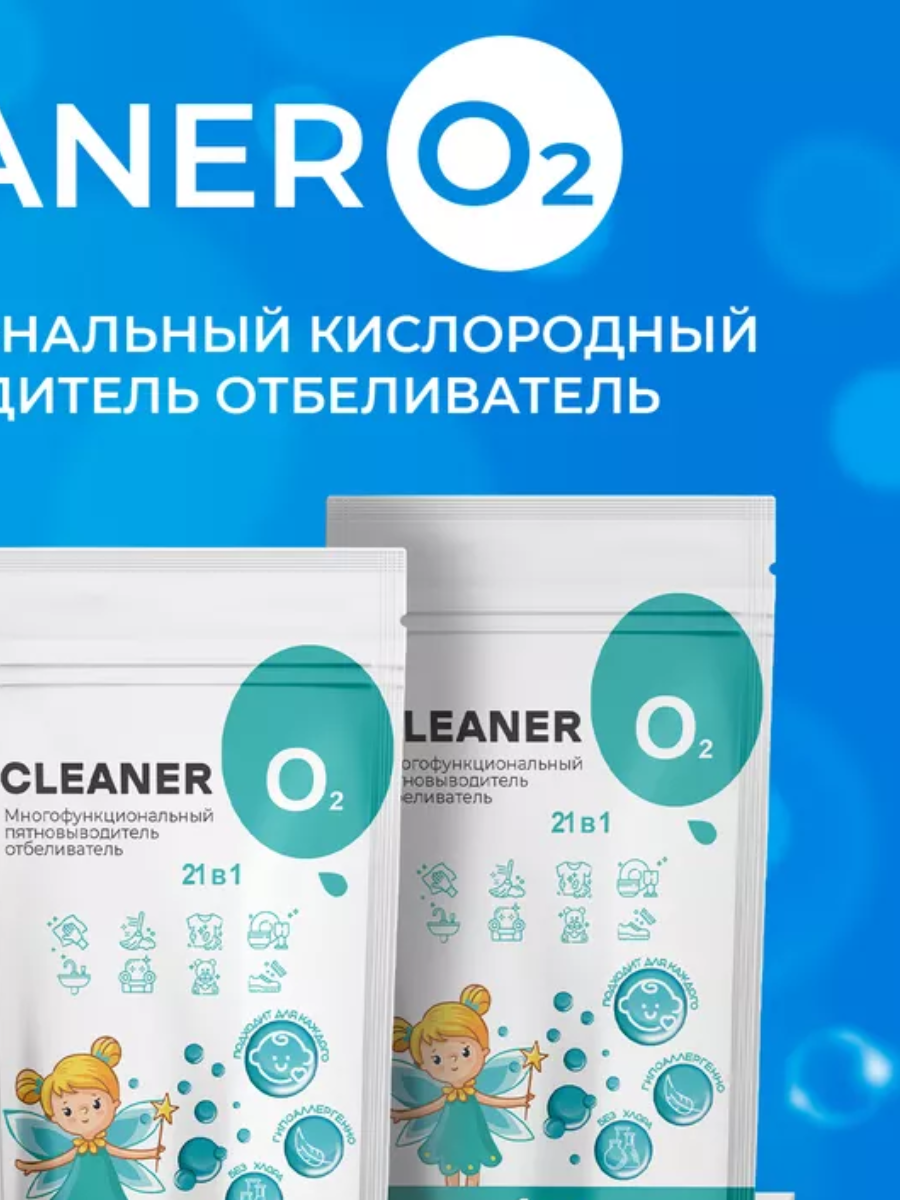 ANER O₂
НАЛЬНЫЙ КИСЛОРОДНЫЙ
ДИТЕЛЬ ОТБЕЛИВАТЕЛЬ
CLEANER O₂
Многофункциональный
пятновыводитель
отбеливатель
21 в 1
ПОДХОДИТ ДЛЯ КАЖДОГО
ГИПОАЛЛЕРГЕННО
БЕЗ ХЛОРА
LEANER O₂
огофункциональный
новыводитель
беливатель
21 в 1
ПОДХОДИТ ДЛЯ КАЖДОГО
ГИПОАЛЛЕРГЕННО
БЕЗ ХЛОРА